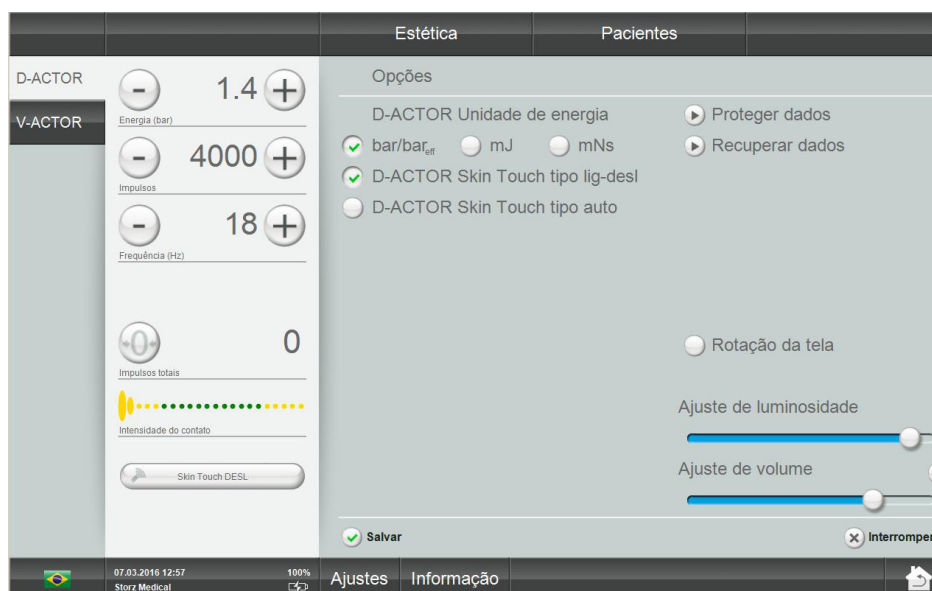 Estética
Pacientes
D-ACTOR
V-ACTOR
- 1.4 +
Energia (bar)
- 4000 +
Impulsos
- 18 +
Frequência (Hz)
0 0
Impulsos totais
Intensidade do contato
Skin Touch DESL
Opções
D-ACTOR Unidade de energia
bar/bareff mJ mNs
D-ACTOR Skin Touch tipo lig-desl
D-ACTOR Skin Touch tipo auto
Proteger dados
Recuperar dados
Rotação da tela
Ajuste de luminosidade
Ajuste de volume
Salvar
Interromper
07.03.2016 12:57 100%
Storz Medical
Ajustes Informação